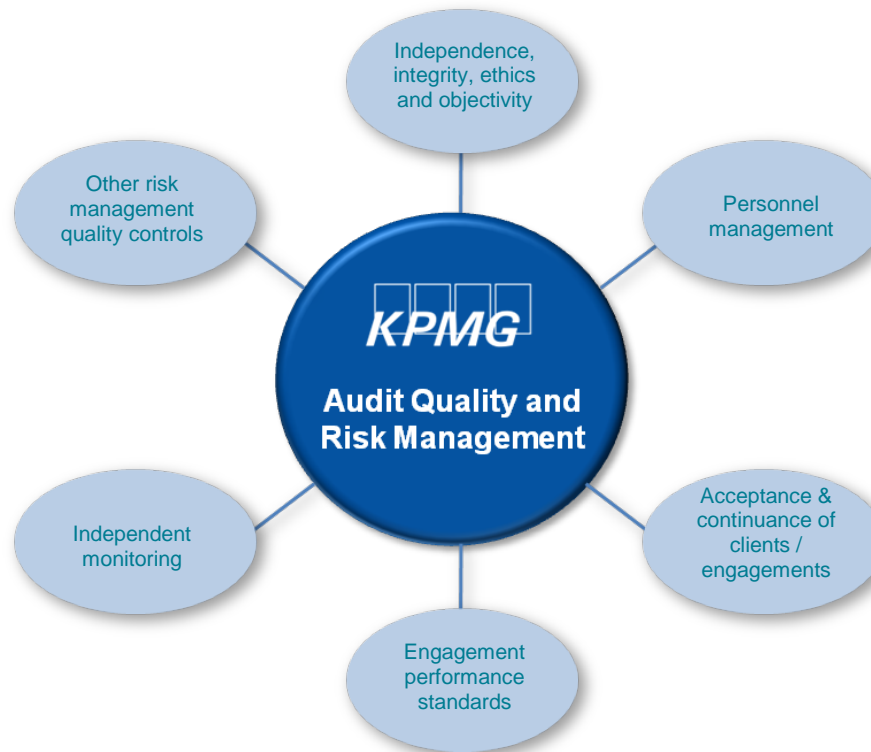 Independence,
integrity, ethics
and objectivity
Other risk
management
quality controls
Personnel
management
KPMG
Audit Quality and
Risk Management
Independent
monitoring
Acceptance &
continuance of
clients /
engagements
Engagement
performance
standards